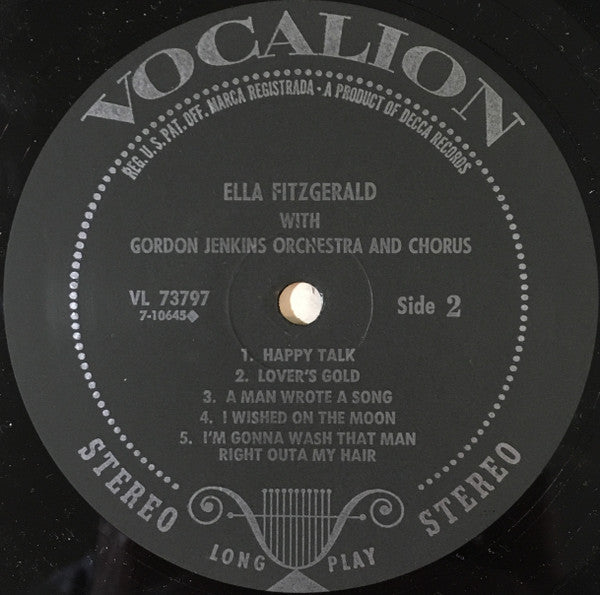 VOCALION
REG. U.S. PAT. OFF. MARCA REGISTRADA · A PRODUCT OF DECCA RECORDS
ELLA FITZGERALD
WITH
GORDON JENKINS ORCHESTRA AND CHORUS
VL 73797
7-10645◆
Side 2
1. HAPPY TALK
2. LOVER'S GOLD
3. A MAN WROTE A SONG
4. I WISHED ON THE MOON
5. I'M GONNA WASH THAT MAN
RIGHT OUTA MY HAIR
STEREO
STEREO
LONG PLAY